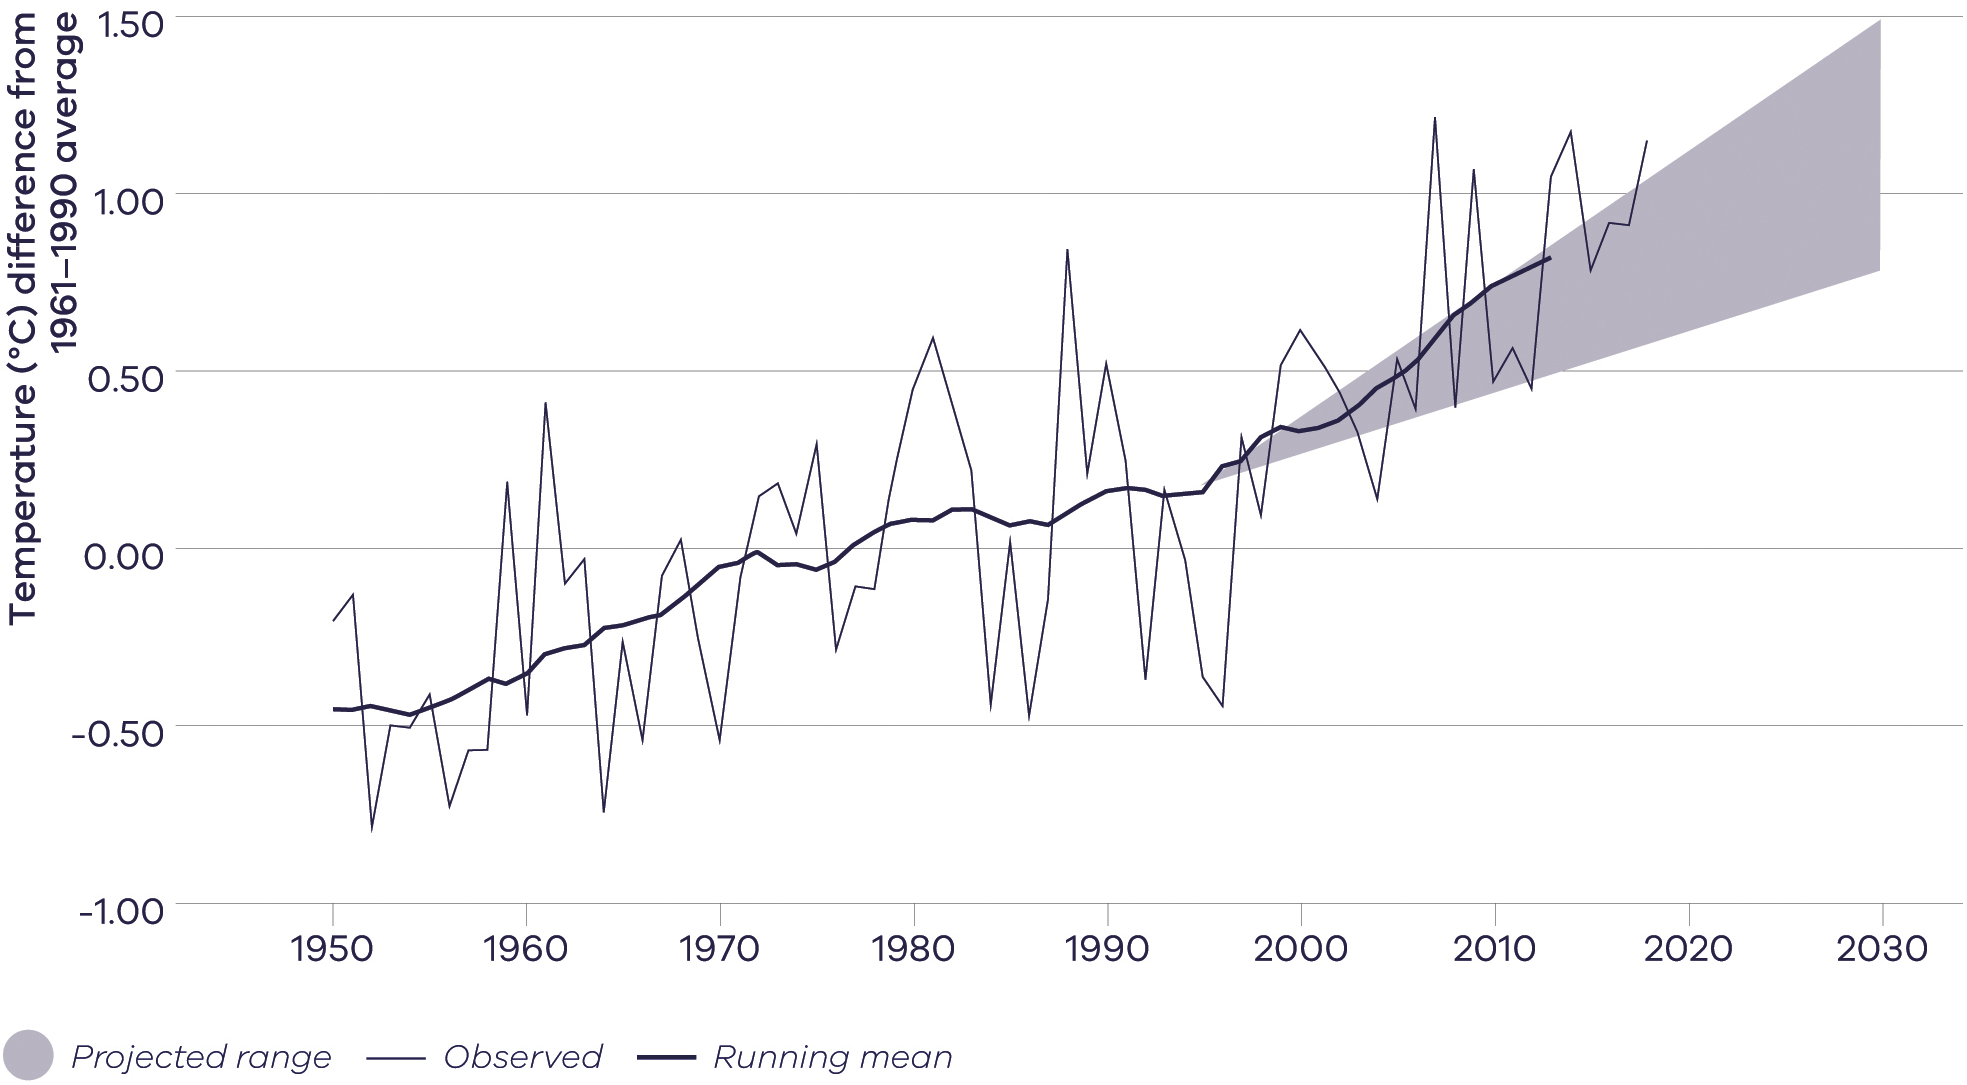 Temperature (°C) difference from
1961–1990 average
1.50
1.00
0.50
0.00
-0.50
-1.00
1950 1960 1970 1980 1990 2000 2010 2020 2030
Projected range Observed Running mean